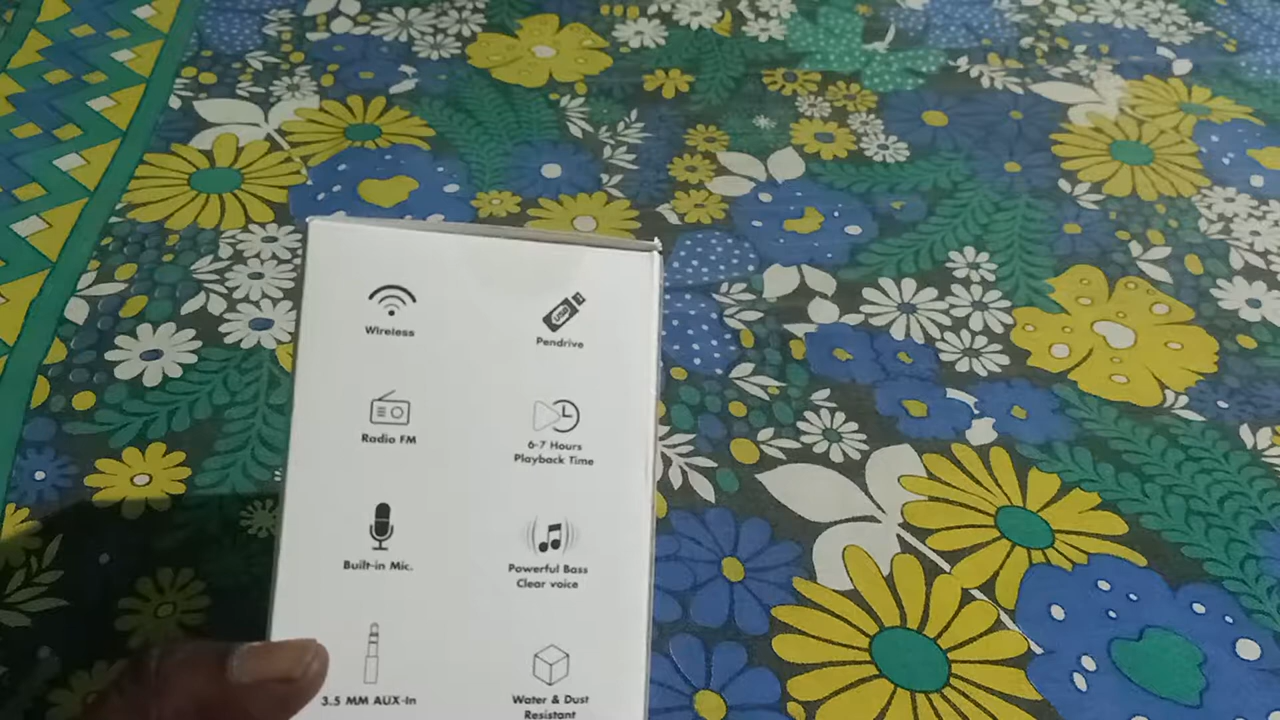 Wireless
USB
Pendrive
Radio FM
6-7 Hours
Playback Time
Built-in Mic.
Powerful Bass
Clear voice
3.5 MM AUX-In
Water & Dust
Resistant